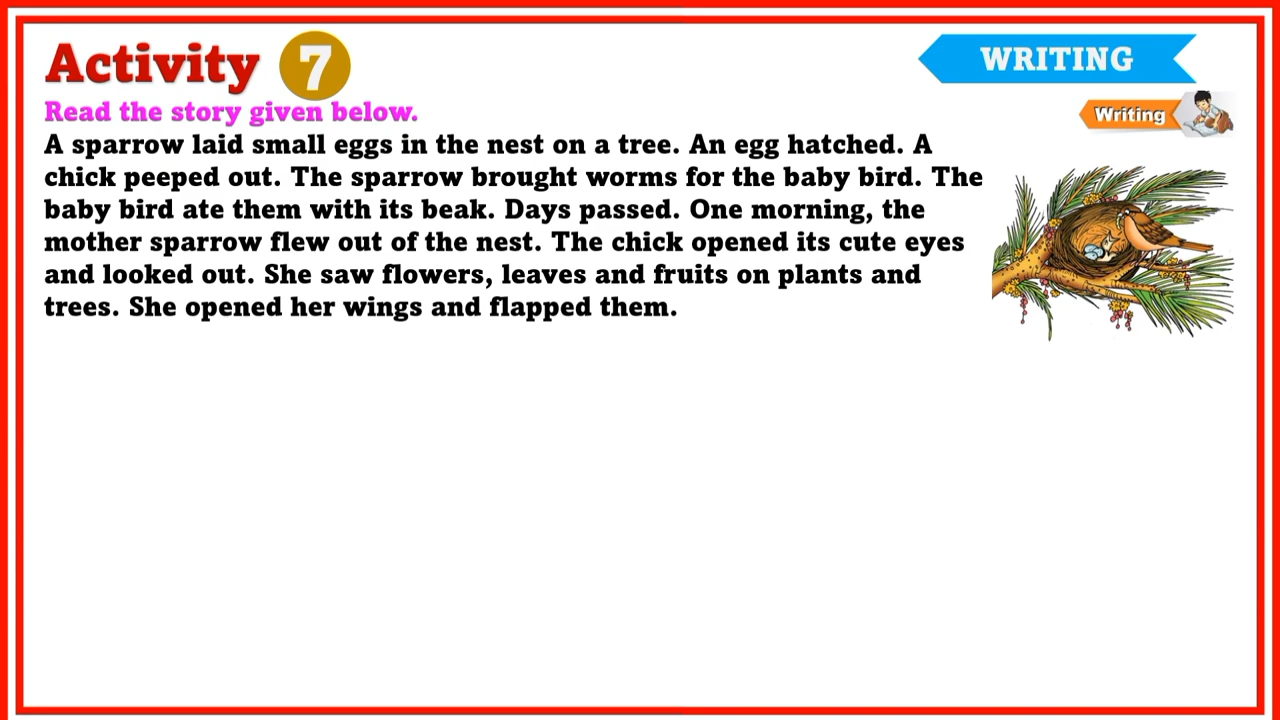 Activity 7
WRITING
Read the story given below.
Writing
A sparrow laid small eggs in the nest on a tree. An egg hatched. A
chick peeped out. The sparrow brought worms for the baby bird. The
baby bird ate them with its beak. Days passed. One morning, the
mother sparrow flew out of the nest. The chick opened its cute eyes
and looked out. She saw flowers, leaves and fruits on plants and
trees. She opened her wings and flapped them.